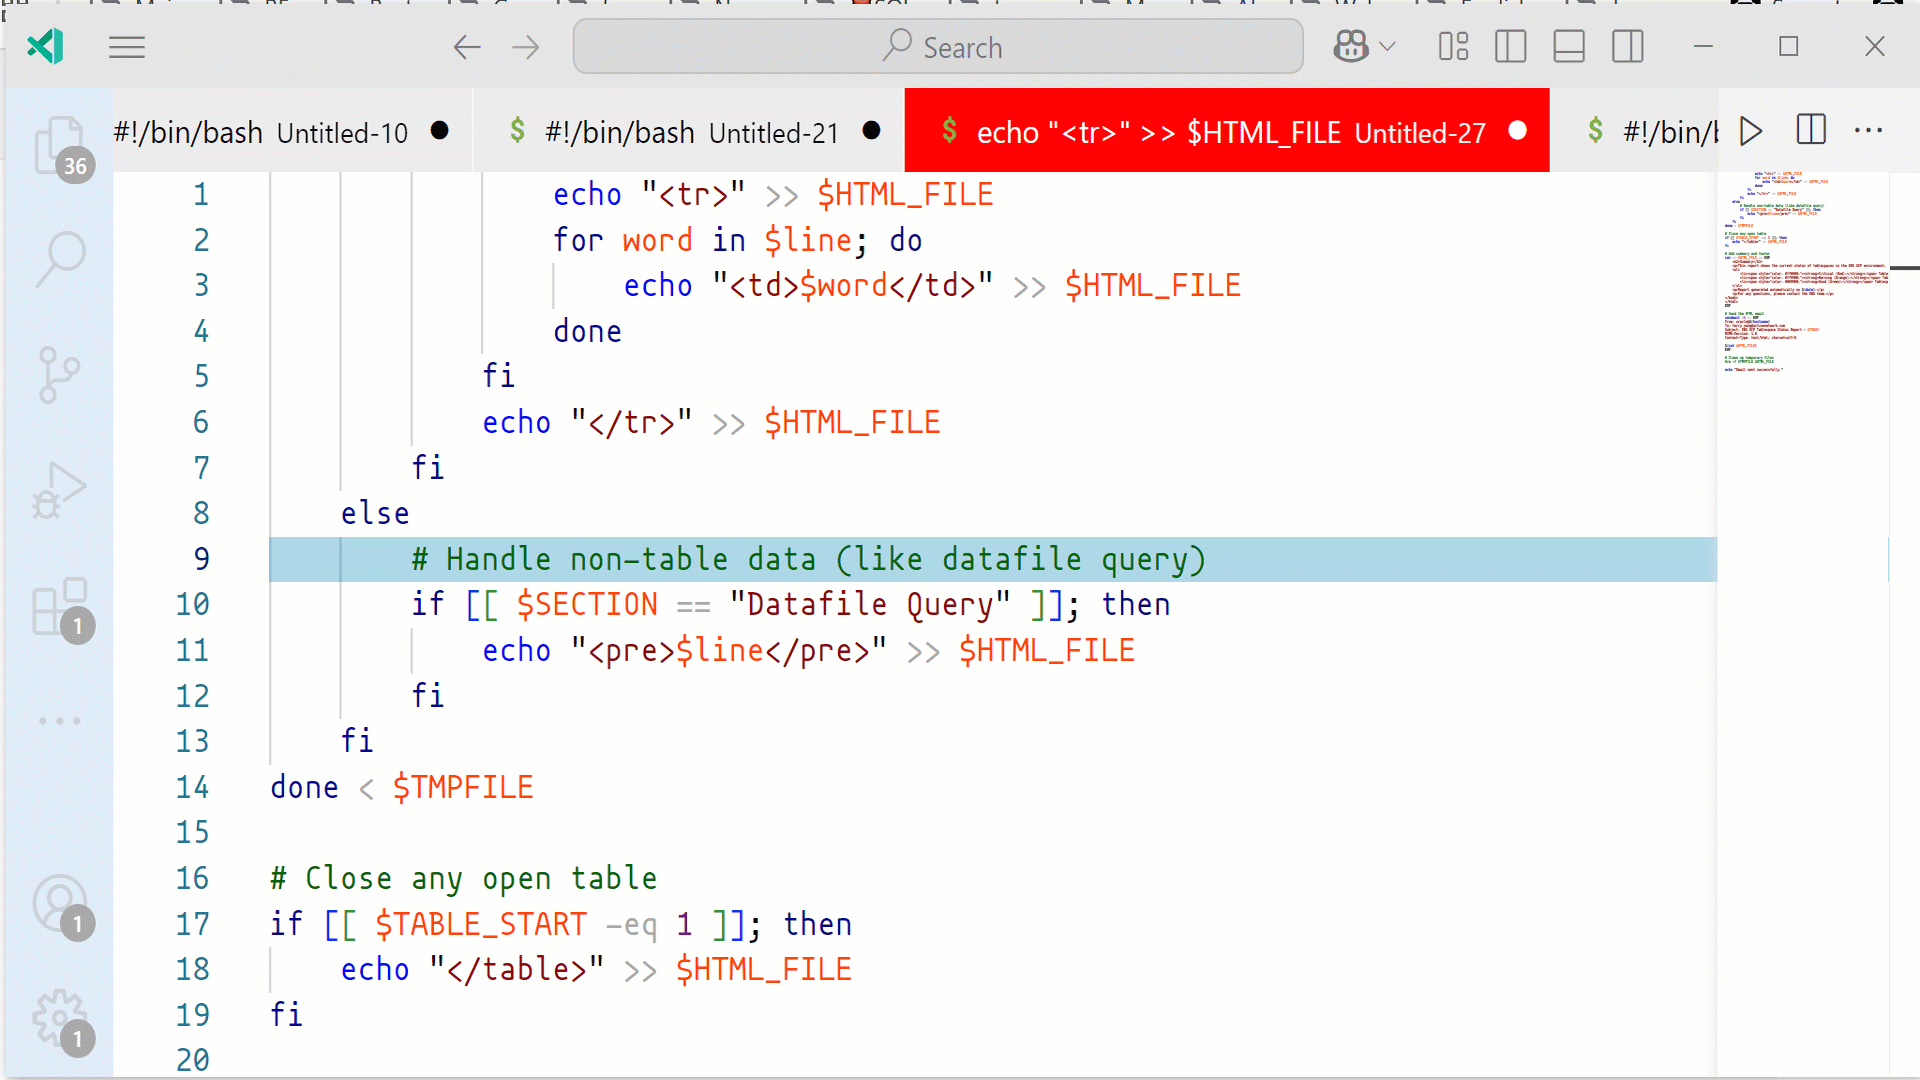 Search
#!/bin/bash Untitled-10
$ #!/bin/bash Untitled-21
$ echo "<tr>" >> $HTML_FILE Untitled-27
$ #!/bin/b
36
1
1
1
1 echo "<tr>" >> $HTML_FILE
2 for word in $line; do
3 echo "<td>$word</td>" >> $HTML_FILE
4 done
5 fi
6 echo "</tr>" >> $HTML_FILE
7 fi
8 else
9 # Handle non-table data (like datafile query)
10 if [[ $SECTION == "Datafile Query" ]]; then
11 echo "<pre>$line</pre>" >> $HTML_FILE
12 fi
13 fi
14 done < $TMPFILE
15
16 # Close any open table
17 if [[ $TABLE_START -eq 1 ]]; then
18 echo "</table>" >> $HTML_FILE
19 fi
20